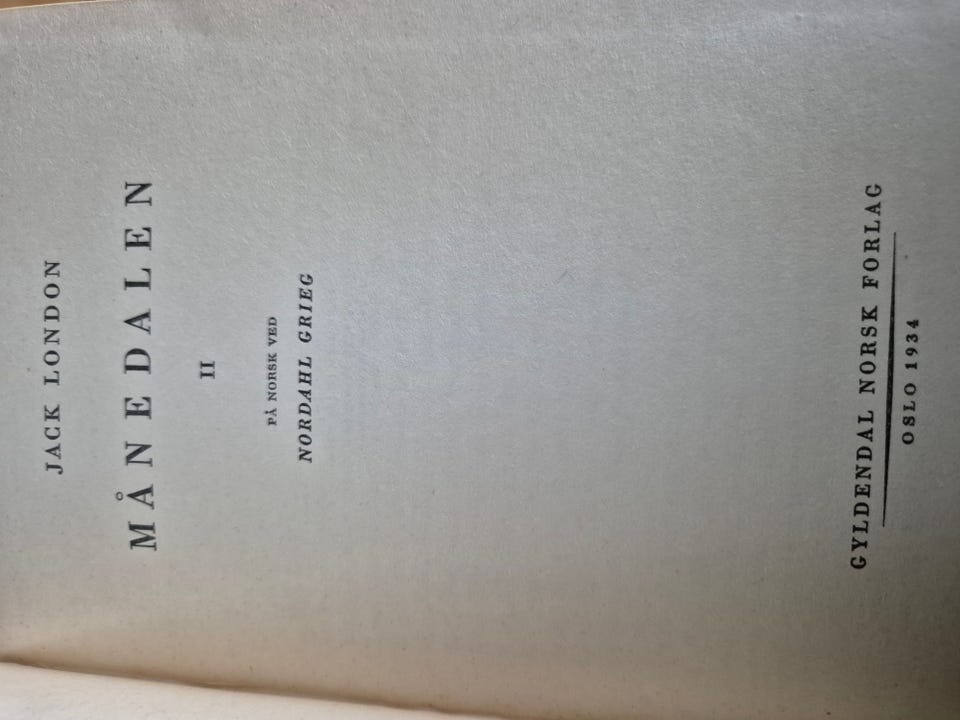 JACK LONDON
MÅNEDALEN
II
PÅ NORSK VED
NORDAHL GRIEG
GYLDENDAL NORSK FORLAG
OSLO 1934